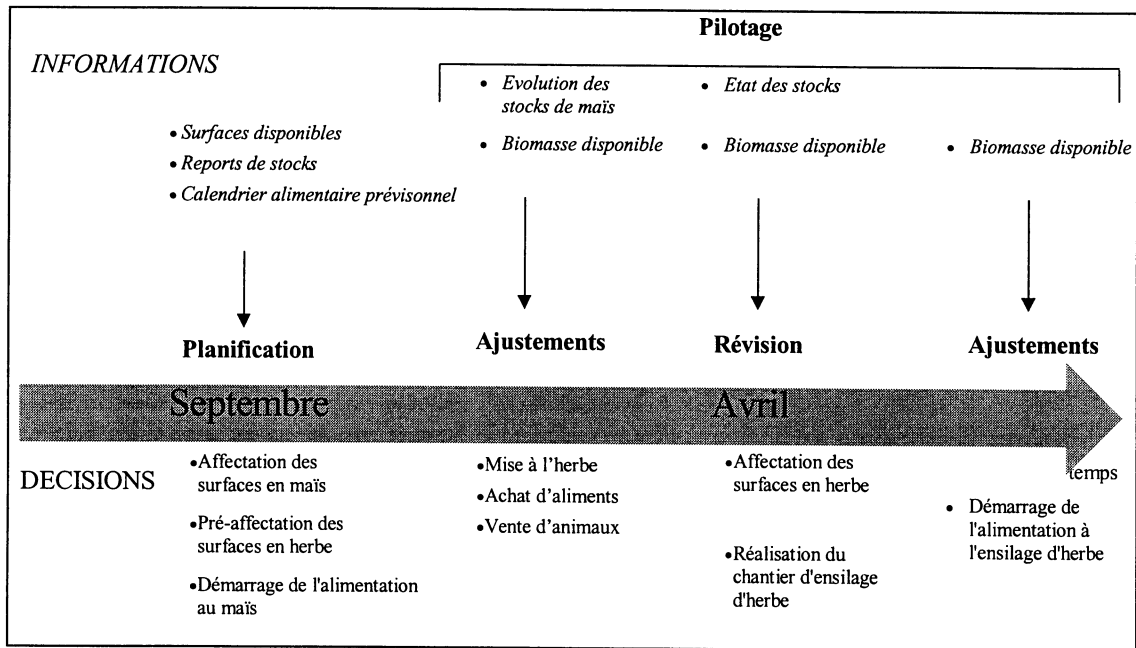 Pilotage
INFORMATIONS
• Evolution des
stocks de maïs
• Biomasse disponible
• Etat des stocks
• Biomasse disponible
• Biomasse disponible
• Surfaces disponibles
• Reports de stocks
• Calendrier alimentaire prévisonnel
Planification
Ajustements
Révision
Ajustements
Septembre
Avril
temps
DECISIONS
•Affectation des
surfaces en maïs
•Pré-affectation des
surfaces en herbe
•Démarrage de l'alimentation
au maïs
•Mise à l'herbe
•Achat d'aliments
•Vente d'animaux
•Affectation des
surfaces en herbe
•Réalisation du
chantier d'ensilage
d'herbe
• Démarrage de
l'alimentation à
l'ensilage d'herbe